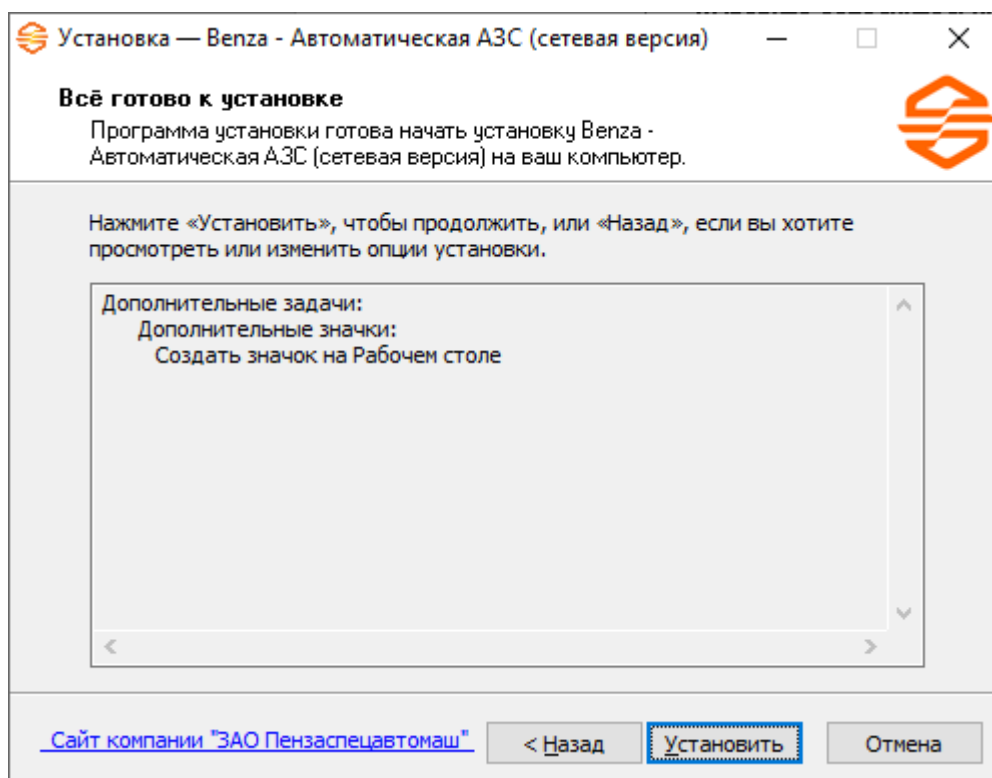 Установка — Benza - Автоматическая АЗС (сетевая версия)
Всё готово к установке
Программа установки готова начать установку Benza -
Автоматическая АЗС (сетевая версия) на ваш компьютер.
Нажмите «Установить», чтобы продолжить, или «Назад», если вы хотите
просмотреть или изменить опции установки.
Дополнительные задачи:
Дополнительные значки:
Создать значок на Рабочем столе
Сайт компании "ЗАО Пензаспецавтомаш"
< Назад
Установить
Отмена